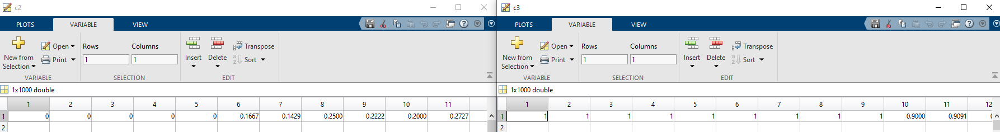 c2
PLOTS VARIABLE VIEW
New from Selection
Open
Print
VARIABLE
Rows Columns
1 1
SELECTION
Insert Delete
Transpose
Sort
EDIT
1x1000 double
1 2 3 4 5 6 7 8 9 10 11
1 0 0 0 0 0 0.1667 0.1429 0.2500 0.2222 0.2000 0.2727
2
c3
PLOTS VARIABLE VIEW
New from Selection
Open
Print
VARIABLE
Rows Columns
1 1
SELECTION
Insert Delete
Transpose
Sort
EDIT
1x1000 double
1 2 3 4 5 6 7 8 9 10 11 12
1 1 1 1 1 1 1 1 1 1 0.9000 0.9091
2